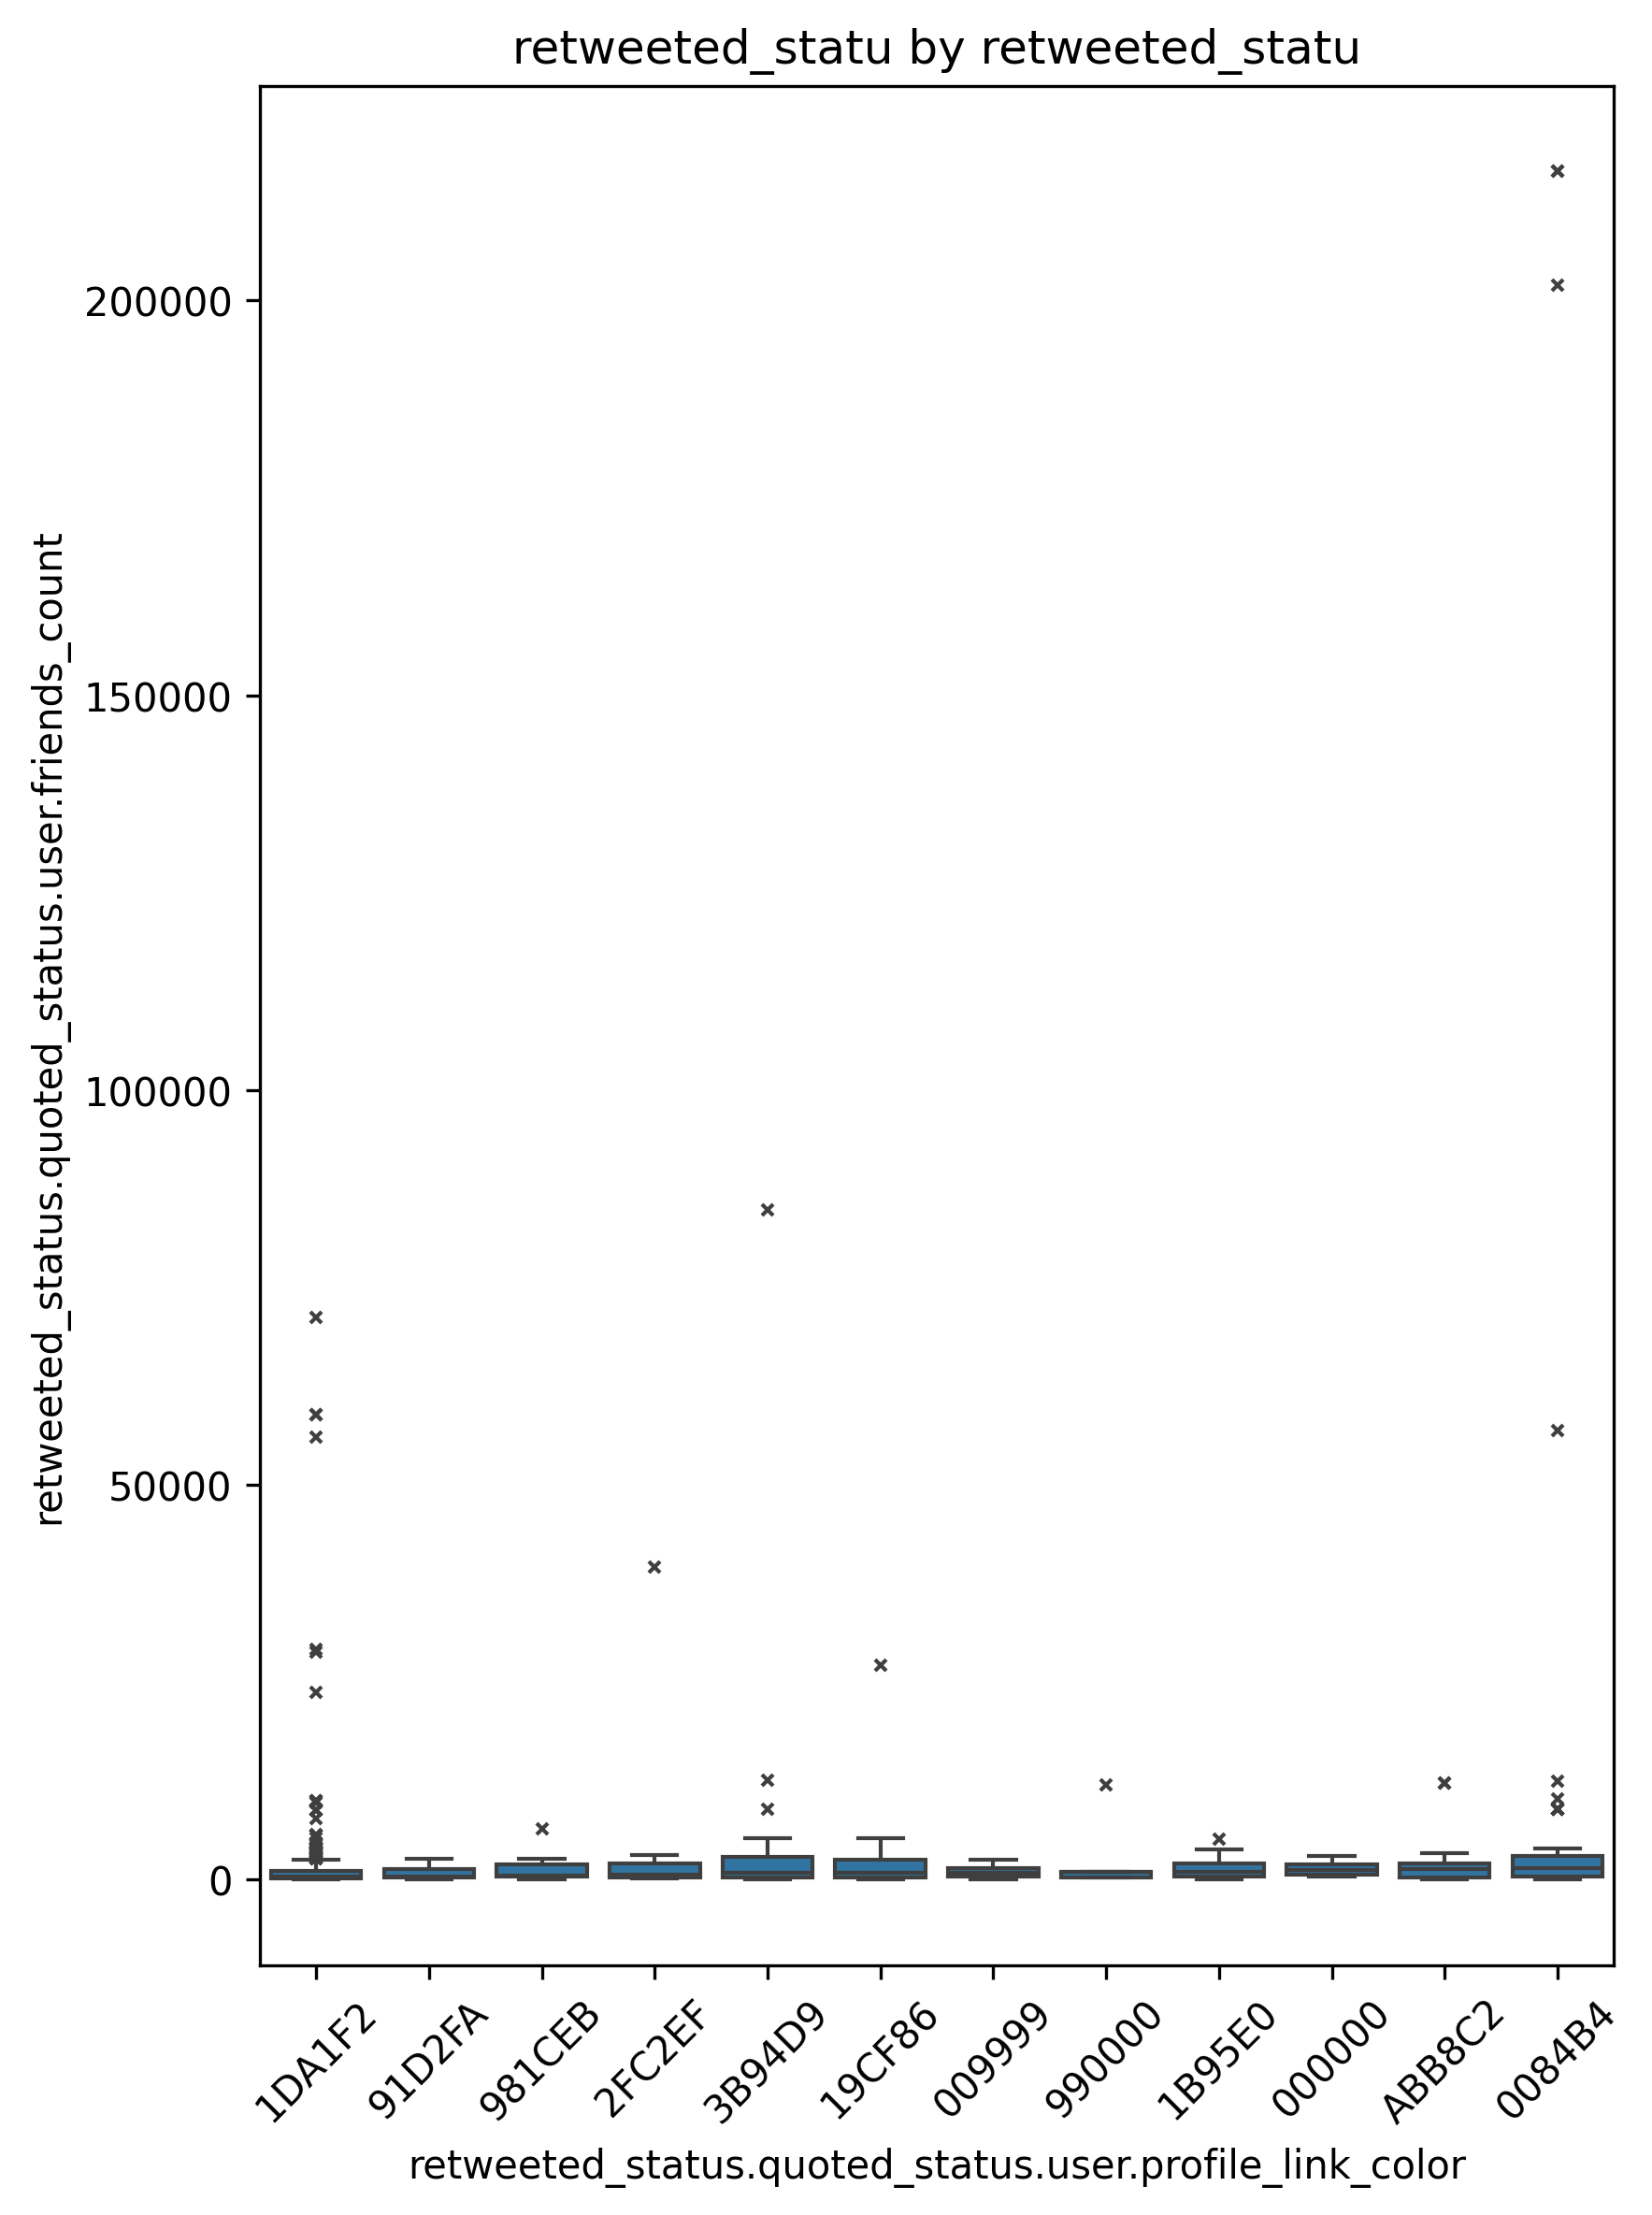 retweeted_statu by retweeted_statu
retweeted_status.quoted_status.user.friends_count
200000
150000
100000
50000
0
1DA1F2
91D2FA
981CEB
2FC2EF
3B94D9
19CF86
009999
990000
1B95E0
000000
ABB8C2
0084B4
retweeted_status.quoted_status.user.profile_link_color